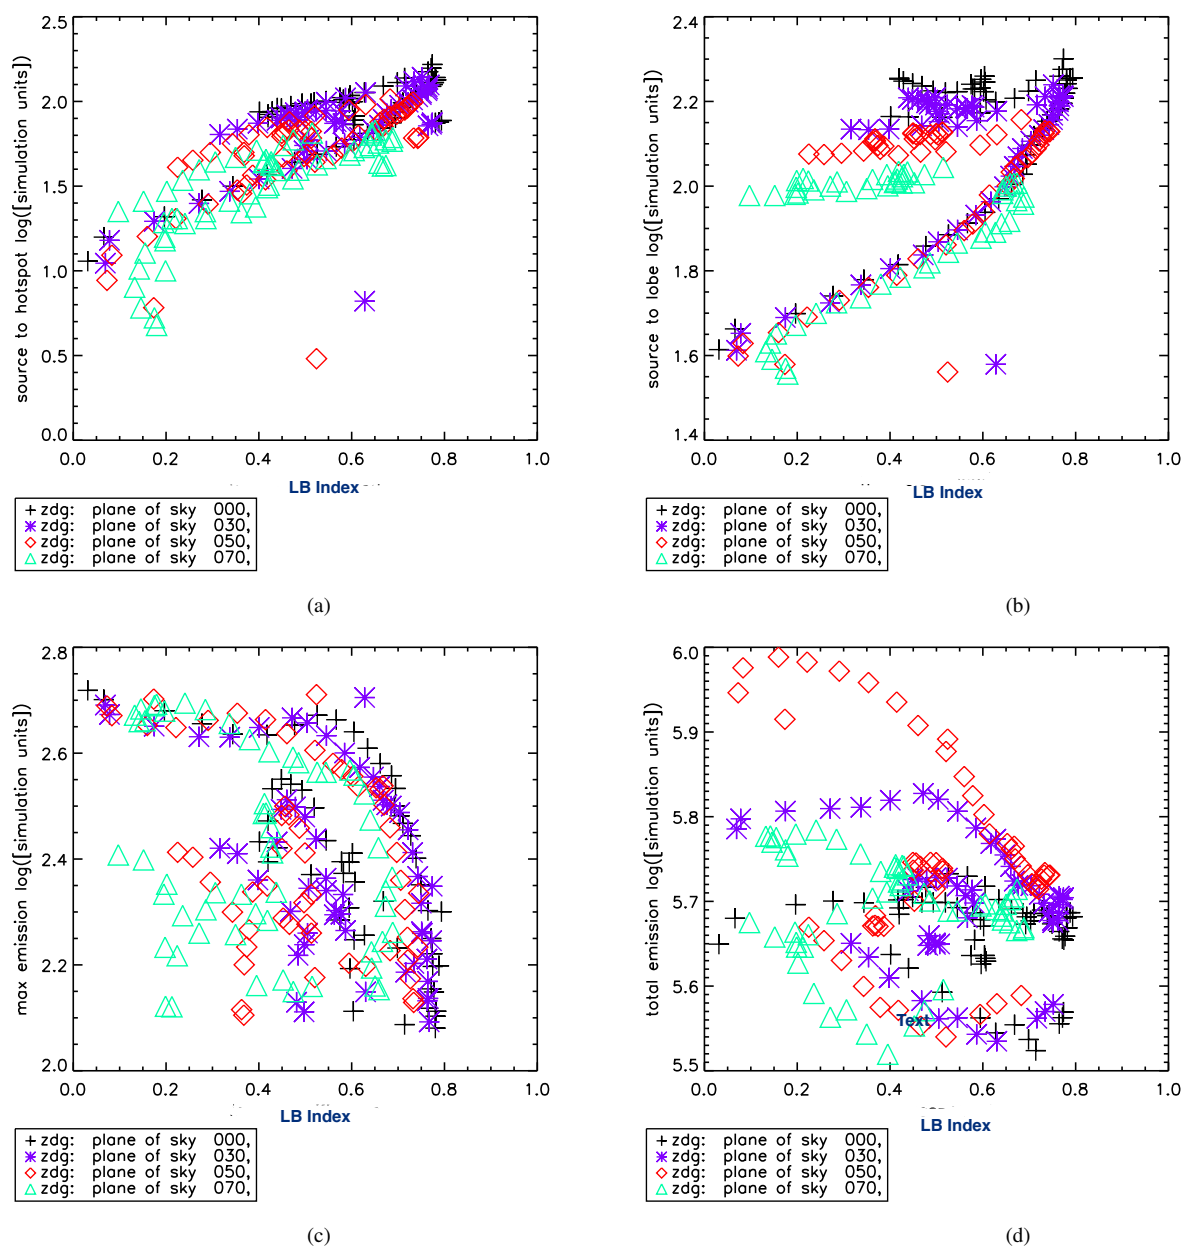 2.5
2.0
1.5
1.0
0.5
0.0
source to hotspot log([simulation units])
0.0 0.2 0.4 0.6 0.8 1.0
LB Index
zdg: plane of sky 000,
zdg: plane of sky 030,
zdg: plane of sky 050,
zdg: plane of sky 070,
(a)
2.4
2.2
2.0
1.8
1.6
1.4
source to lobe log([simulation units])
0.0 0.2 0.4 0.6 0.8 1.0
LB Index
zdg: plane of sky 000,
zdg: plane of sky 030,
zdg: plane of sky 050,
zdg: plane of sky 070,
(b)
2.8
2.6
2.4
2.2
2.0
max emission log([simulation units])
0.0 0.2 0.4 0.6 0.8 1.0
LB Index
zdg: plane of sky 000,
zdg: plane of sky 030,
zdg: plane of sky 050,
zdg: plane of sky 070,
(c)
6.0
5.9
5.8
5.7
5.6
5.5
total emission log([simulation units])
Text
0.0 0.2 0.4 0.6 0.8 1.0
LB Index
zdg: plane of sky 000,
zdg: plane of sky 030,
zdg: plane of sky 050,
zdg: plane of sky 070,
(d)